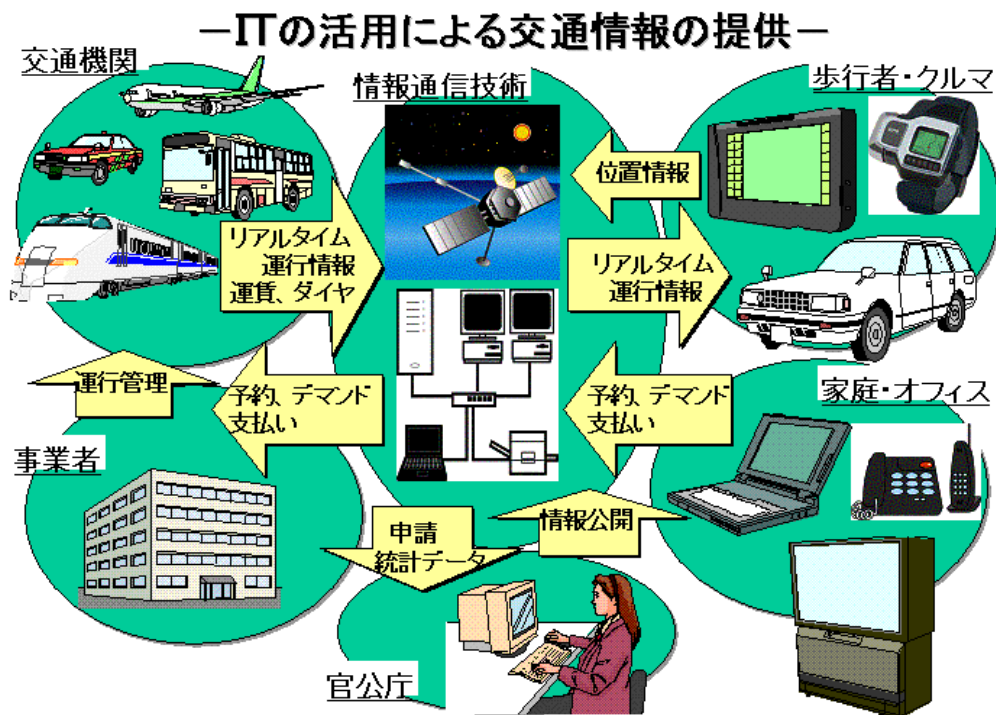 －ITの活用による交通情報の提供－
交通機関
情報通信技術
歩行者・クルマ
位置情報
リアルタイム
運行情報
運賃、ダイヤ
リアルタイム
運行情報
運行管理
予約、デマンド
支払い
予約、デマンド
支払い
家庭・オフィス
事業者
申請
統計データ
情報公開
官公庁